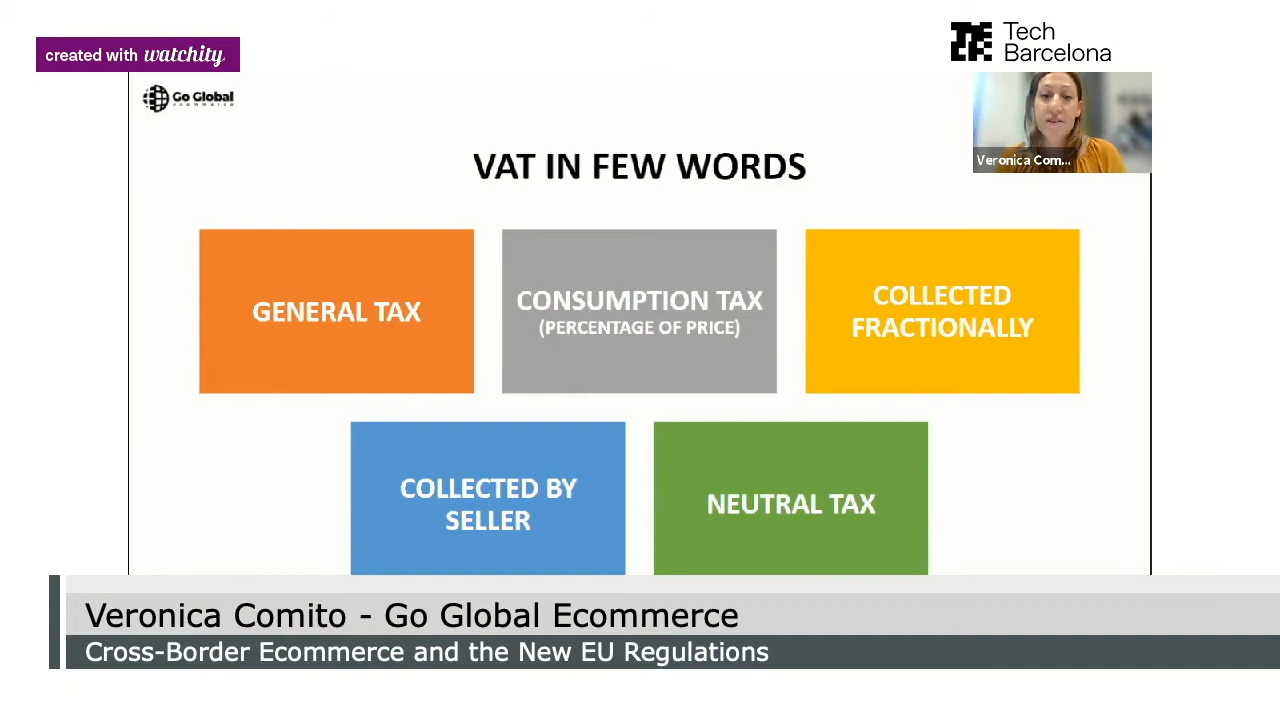 created with watchity
Tech
Barcelona
Go Global
ecommerce
Veronica Com...
VAT IN FEW WORDS
GENERAL TAX
CONSUMPTION TAX
(PERCENTAGE OF PRICE)
COLLECTED
FRACTIONALLY
COLLECTED BY
SELLER
NEUTRAL TAX
Veronica Comito - Go Global Ecommerce
Cross-Border Ecommerce and the New EU Regulations